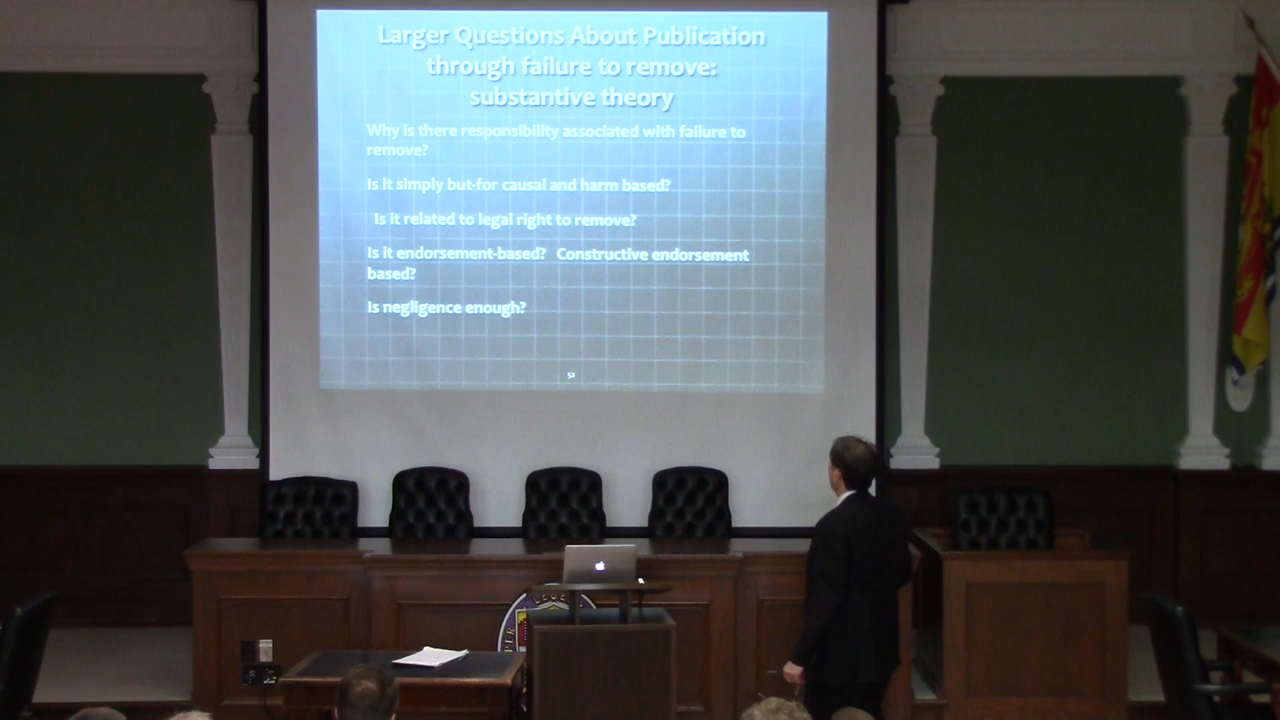 Larger Questions About Publication
through failure to remove:
substantive theory
Why is there responsibility associated with failure to
remove?
Is it simply but-for causal and harm based?
Is it related to legal right to remove?
Is it endorsement-based? Constructive endorsement
based?
Is negligence enough?
52